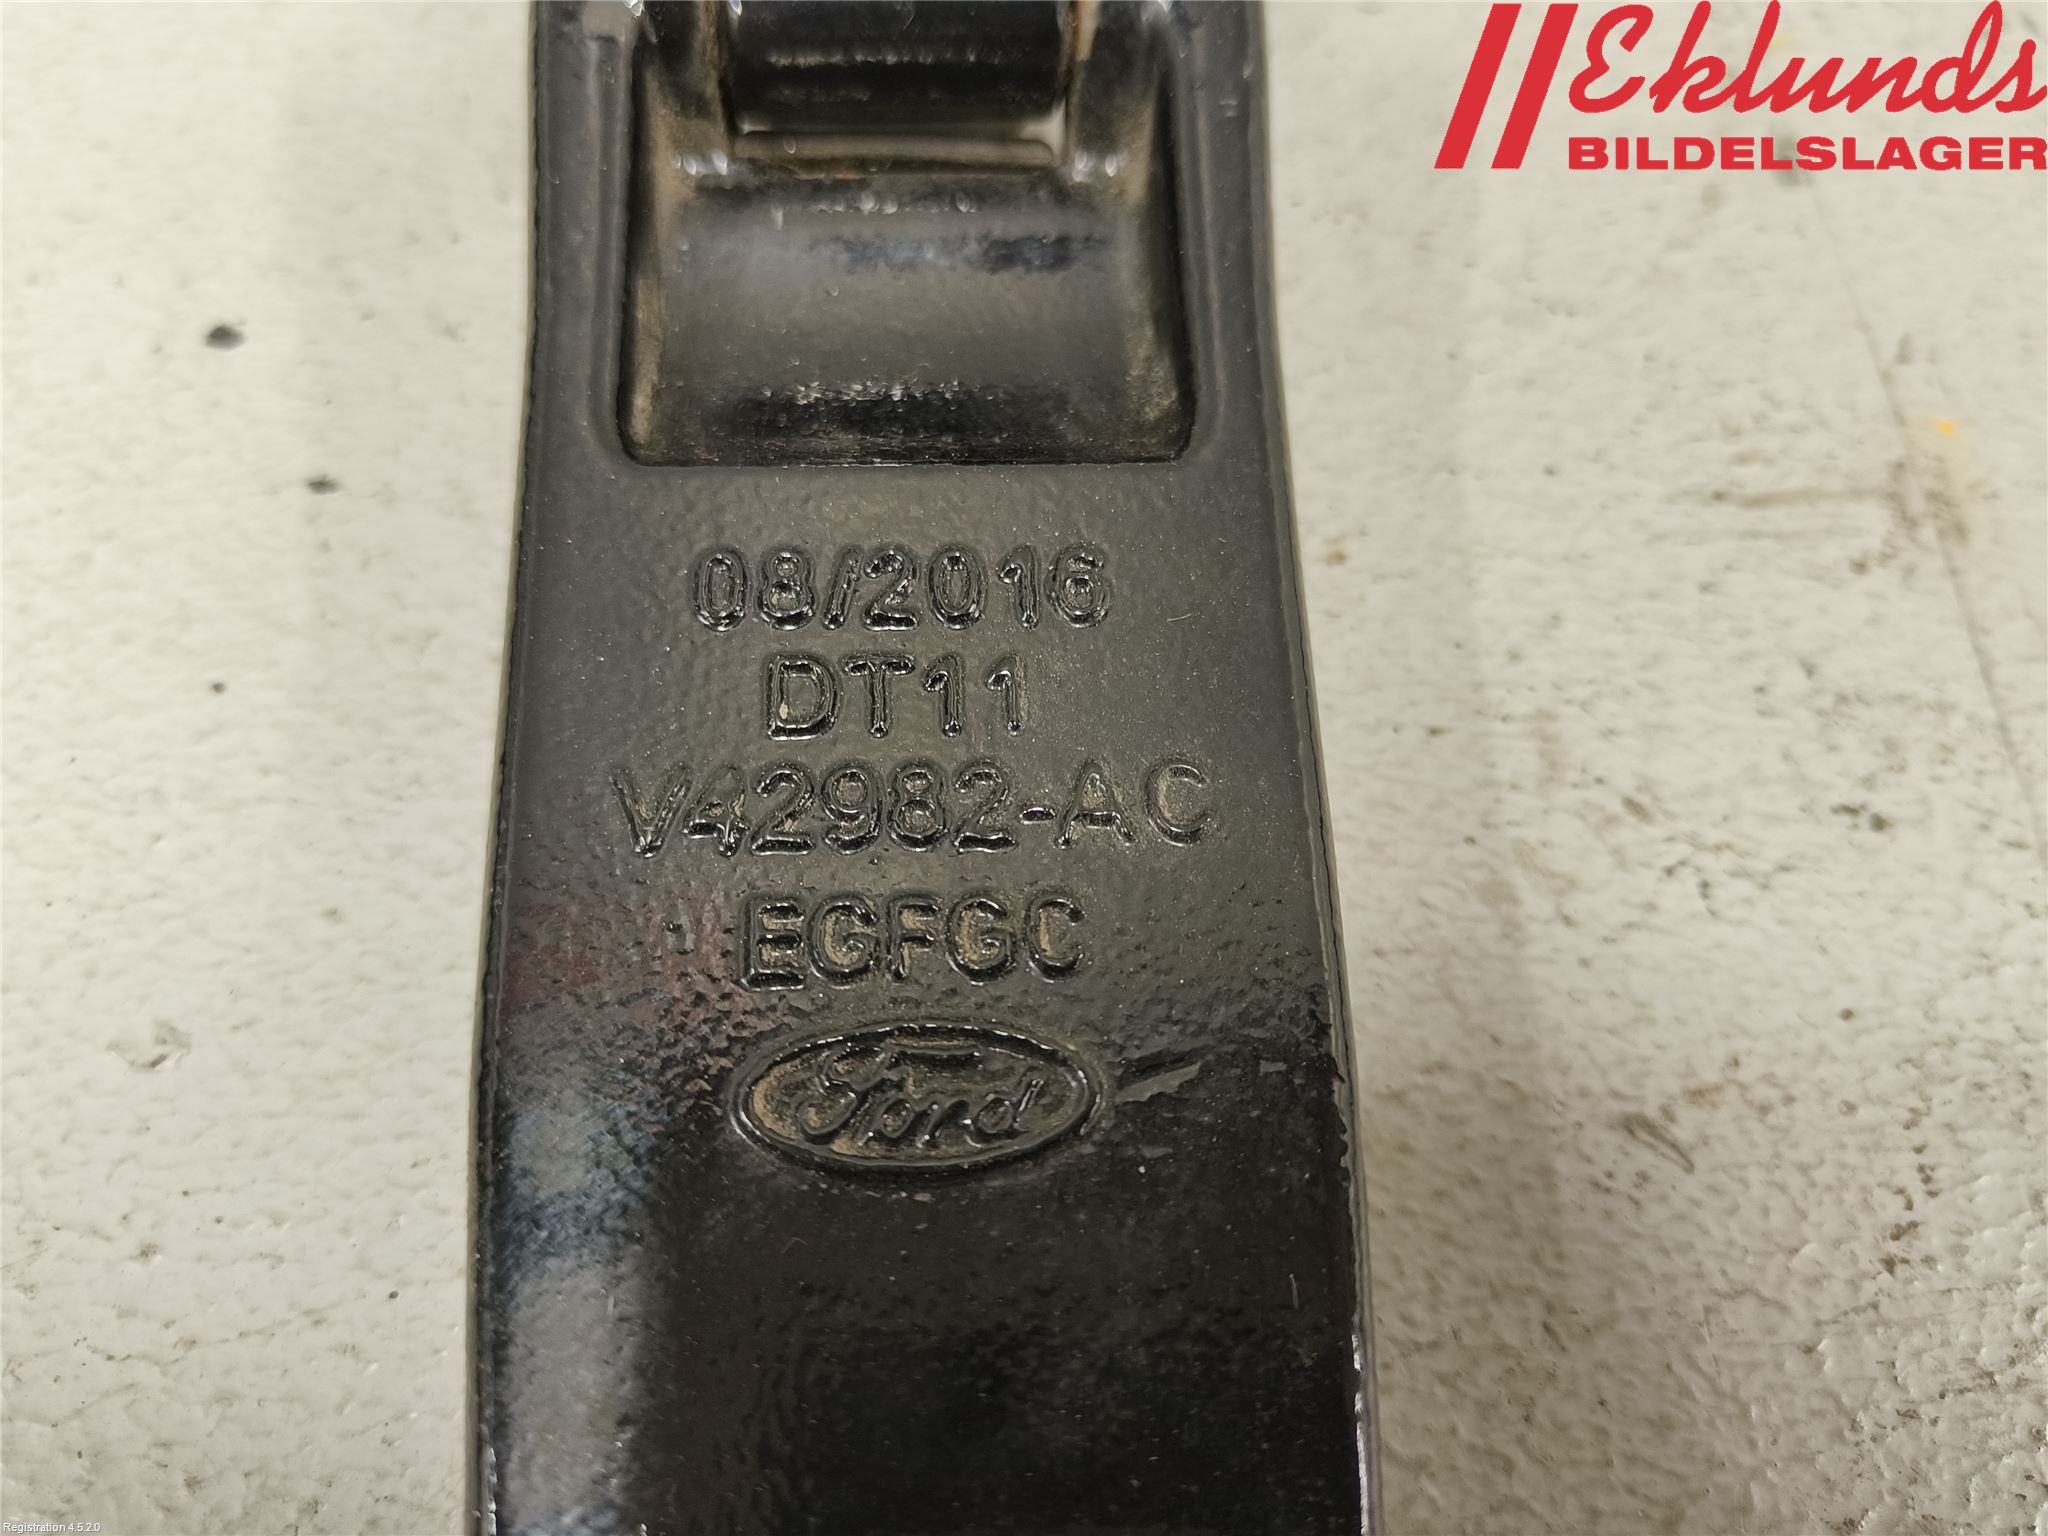 Eklunds
BILDELSLAGER
08/2016
DT11
V42982-AC
EGFGC
Ford
Registration 4.5.2.0